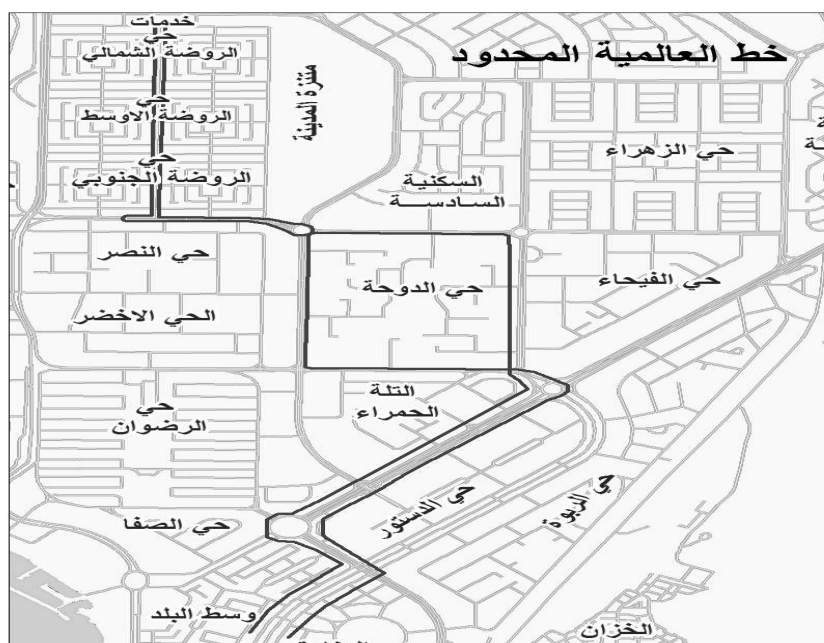 خط العالمية المحدود
خدمات
حي
الروضة الشمالي
حي
الروضة الاوسط
حي
الروضة الجنوبي
منتزة المدينة
حي الزهراء
السكنية
السادسة
حي النصر
حي الدوحة
حي الفيحاء
الحي الاخضر
التلة
الحمراء
حي
الرضوان
حي الدستور
حي الربوة
حي الصفا
وسط البلد
الخزان